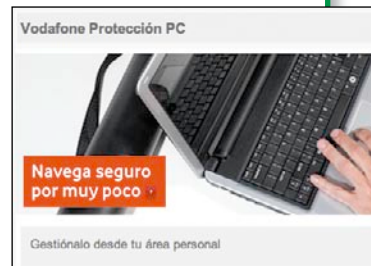 Vodafone Protección PC
Navega seguro
por muy poco
Gestiónalo desde tu área personal